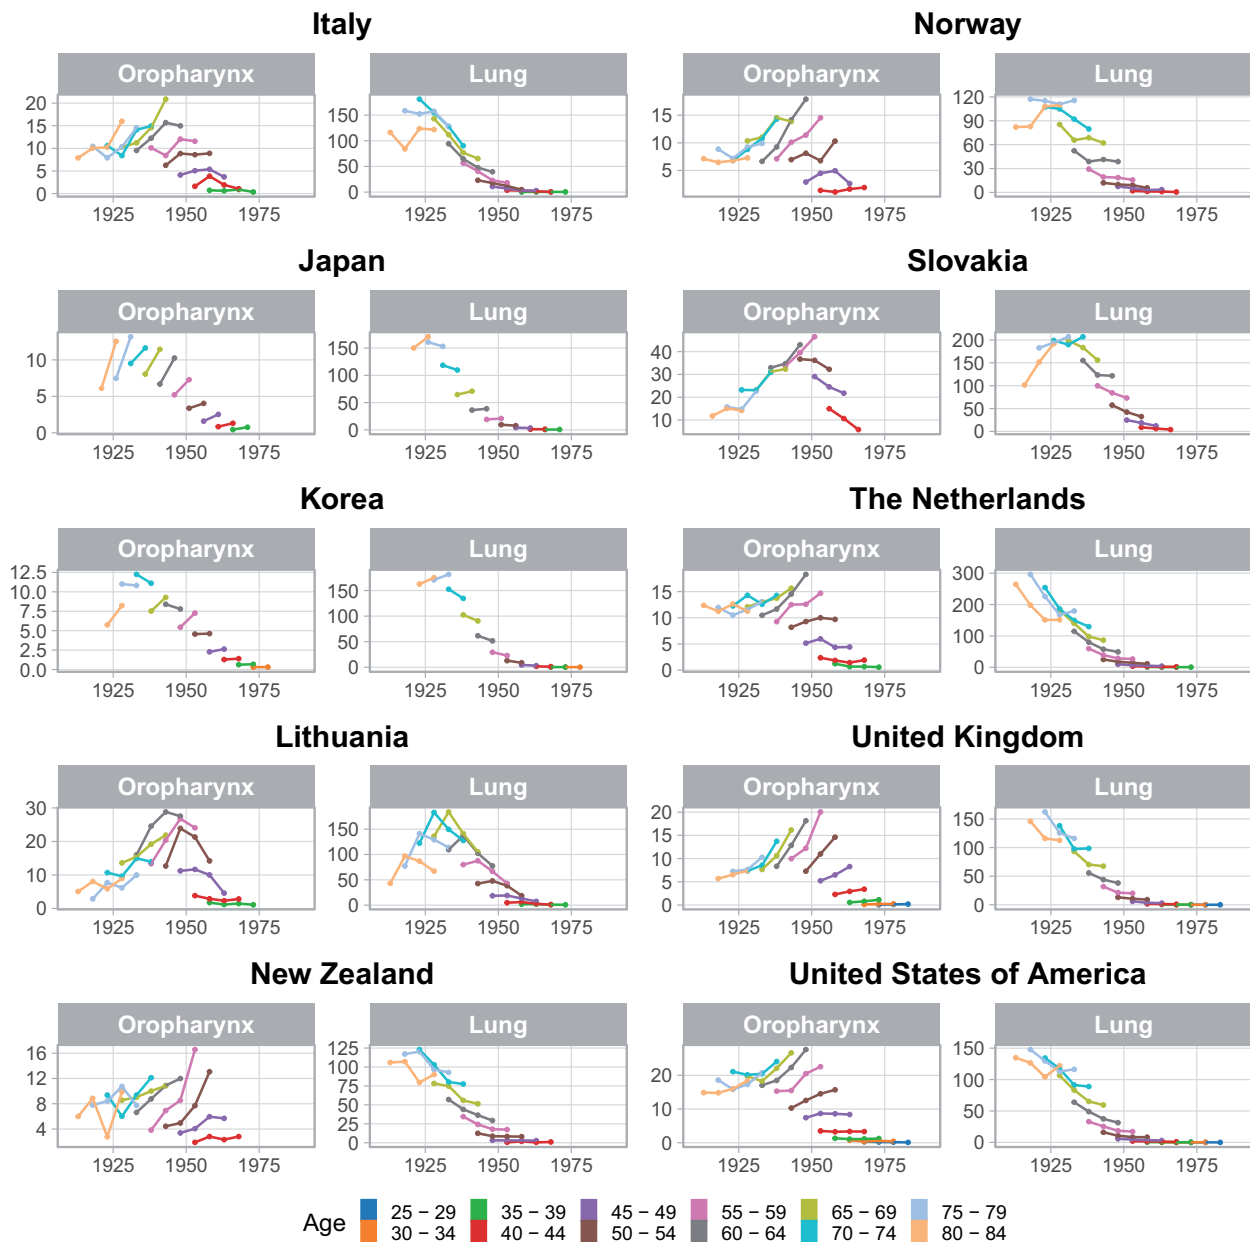 Italy
Norway
Oropharynx
Lung
Oropharynx
Lung
20
15
10
5
0
150
100
50
0
15
10
5
120
90
60
30
0
1925 1950 1975
1925 1950 1975
1925 1950 1975
1925 1950 1975
Japan
Slovakia
Oropharynx
Lung
Oropharynx
Lung
10
5
0
150
100
50
0
40
30
20
10
200
150
100
50
0
1925 1950 1975
1925 1950 1975
1925 1950 1975
1925 1950 1975
Korea
The Netherlands
Oropharynx
Lung
Oropharynx
Lung
12.5
10.0
7.5
5.0
2.5
0.0
150
100
50
0
20
15
10
5
0
300
200
100
0
1925 1950 1975
1925 1950 1975
1925 1950 1975
1925 1950 1975
Lithuania
United Kingdom
Oropharynx
Lung
Oropharynx
Lung
30
20
10
0
150
100
50
0
20
15
10
5
0
150
100
50
0
1925 1950 1975
1925 1950 1975
1925 1950 1975
1925 1950 1975
New Zealand
United States of America
Oropharynx
Lung
Oropharynx
Lung
16
12
8
4
125
100
75
50
25
0
20
10
0
150
100
50
0
1925 1950 1975
1925 1950 1975
1925 1950 1975
1925 1950 1975
Age
25 − 29 35 − 39 45 − 49 55 − 59 65 − 69 75 − 79
30 − 34 40 − 44 50 − 54 60 − 64 70 − 74 80 − 84